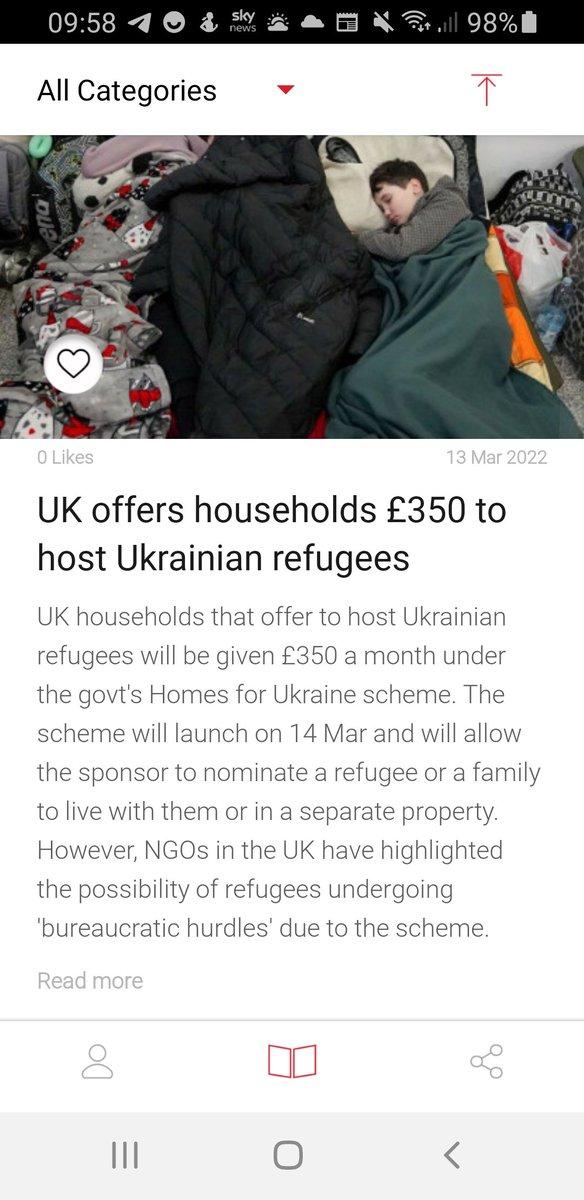 09:58 sky news 98%
All Categories
0 Likes 13 Mar 2022
UK offers households £350 to
host Ukrainian refugees
UK households that offer to host Ukrainian
refugees will be given £350 a month under
the govt's Homes for Ukraine scheme. The
scheme will launch on 14 Mar and will allow
the sponsor to nominate a refugee or a family
to live with them or in a separate property.
However, NGOs in the UK have highlighted
the possibility of refugees undergoing
'bureaucratic hurdles' due to the scheme.
Read more